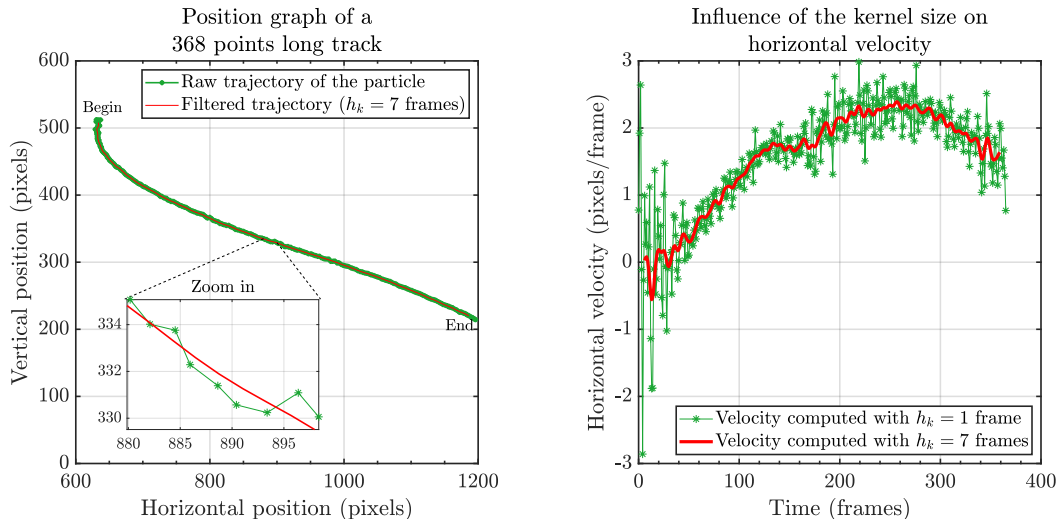 Position graph of a
368 points long track
600
500
400
300
200
100
0
600
800
1000
1200
Vertical position (pixels)
Horizontal position (pixels)
Raw trajectory of the particle
Filtered trajectory (h_k = 7 frames)
Begin
End
Zoom in
334
332
330
880
885
890
895
Influence of the kernel size on
horizontal velocity
3
2
1
0
-1
-2
-3
0
100
200
300
400
Horizontal velocity (pixels/frame)
Time (frames)
Velocity computed with h_k = 1 frame
Velocity computed with h_k = 7 frames